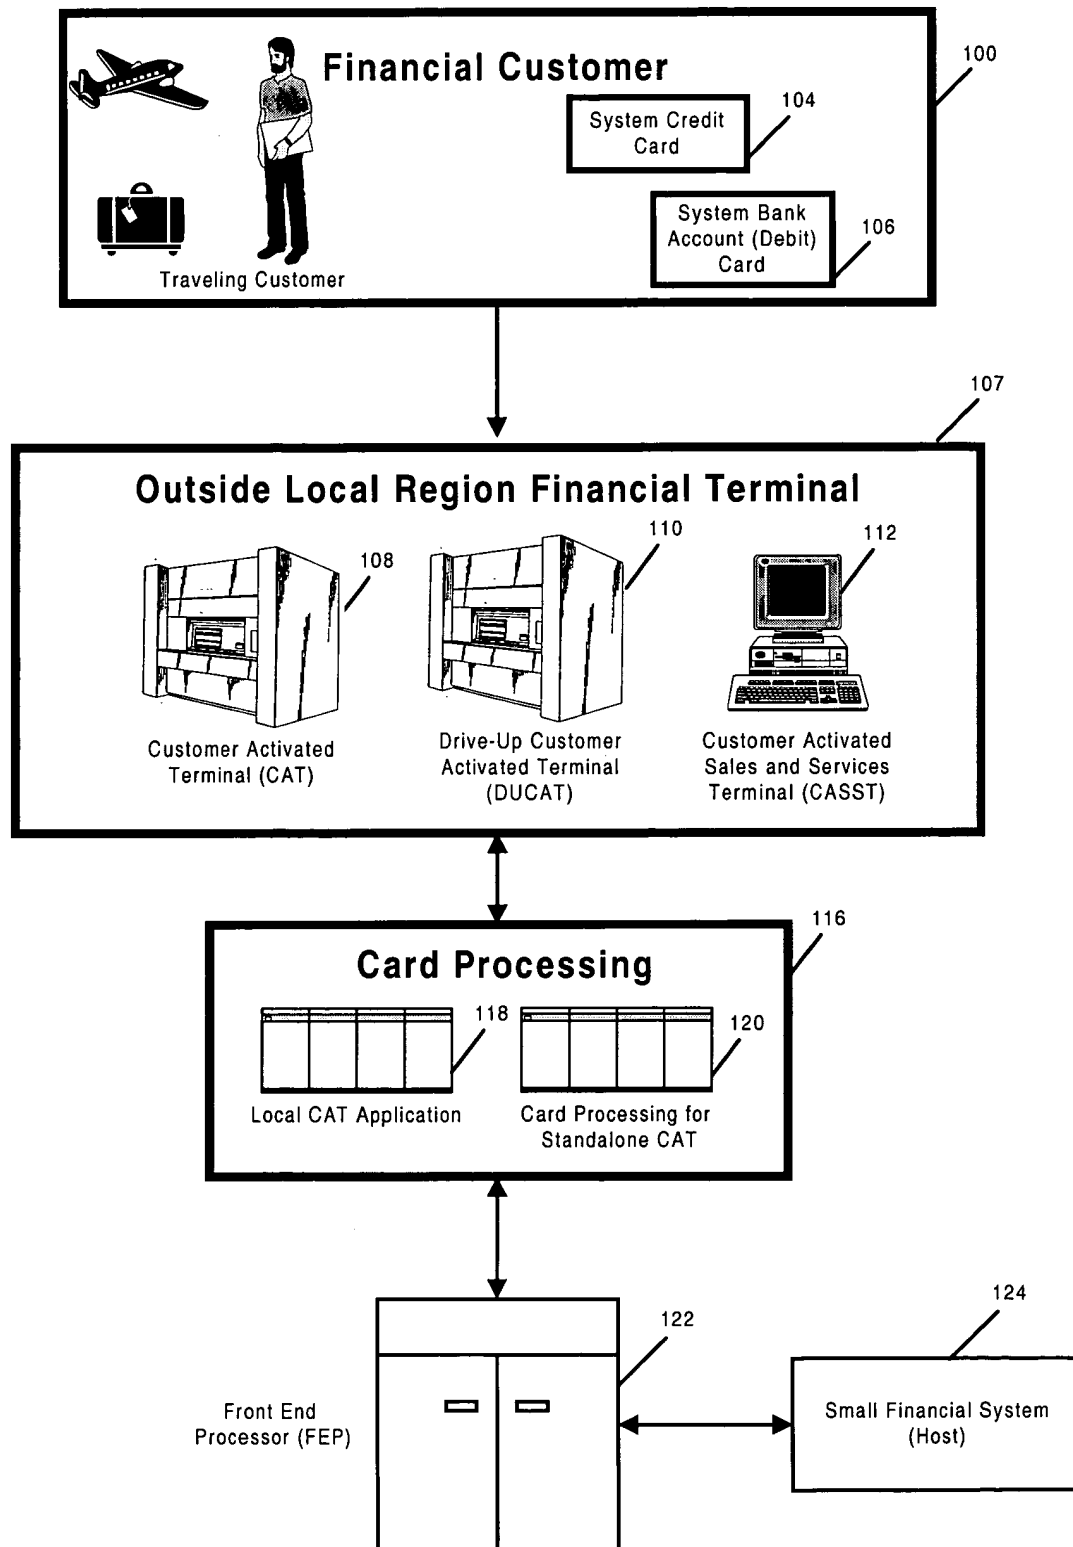 Financial Customer
100
104
System Credit
Card
System Bank
Account (Debit)
Card
106
Traveling Customer
107
Outside Local Region Financial Terminal
108
110
112
Customer Activated
Terminal (CAT)
Drive-Up Customer
Activated Terminal
(DUCAT)
Customer Activated
Sales and Services
Terminal (CASST)
116
Card Processing
118
120
Local CAT Application
Card Processing for
Standalone CAT
122
124
Front End
Processor (FEP)
Small Financial System
(Host)